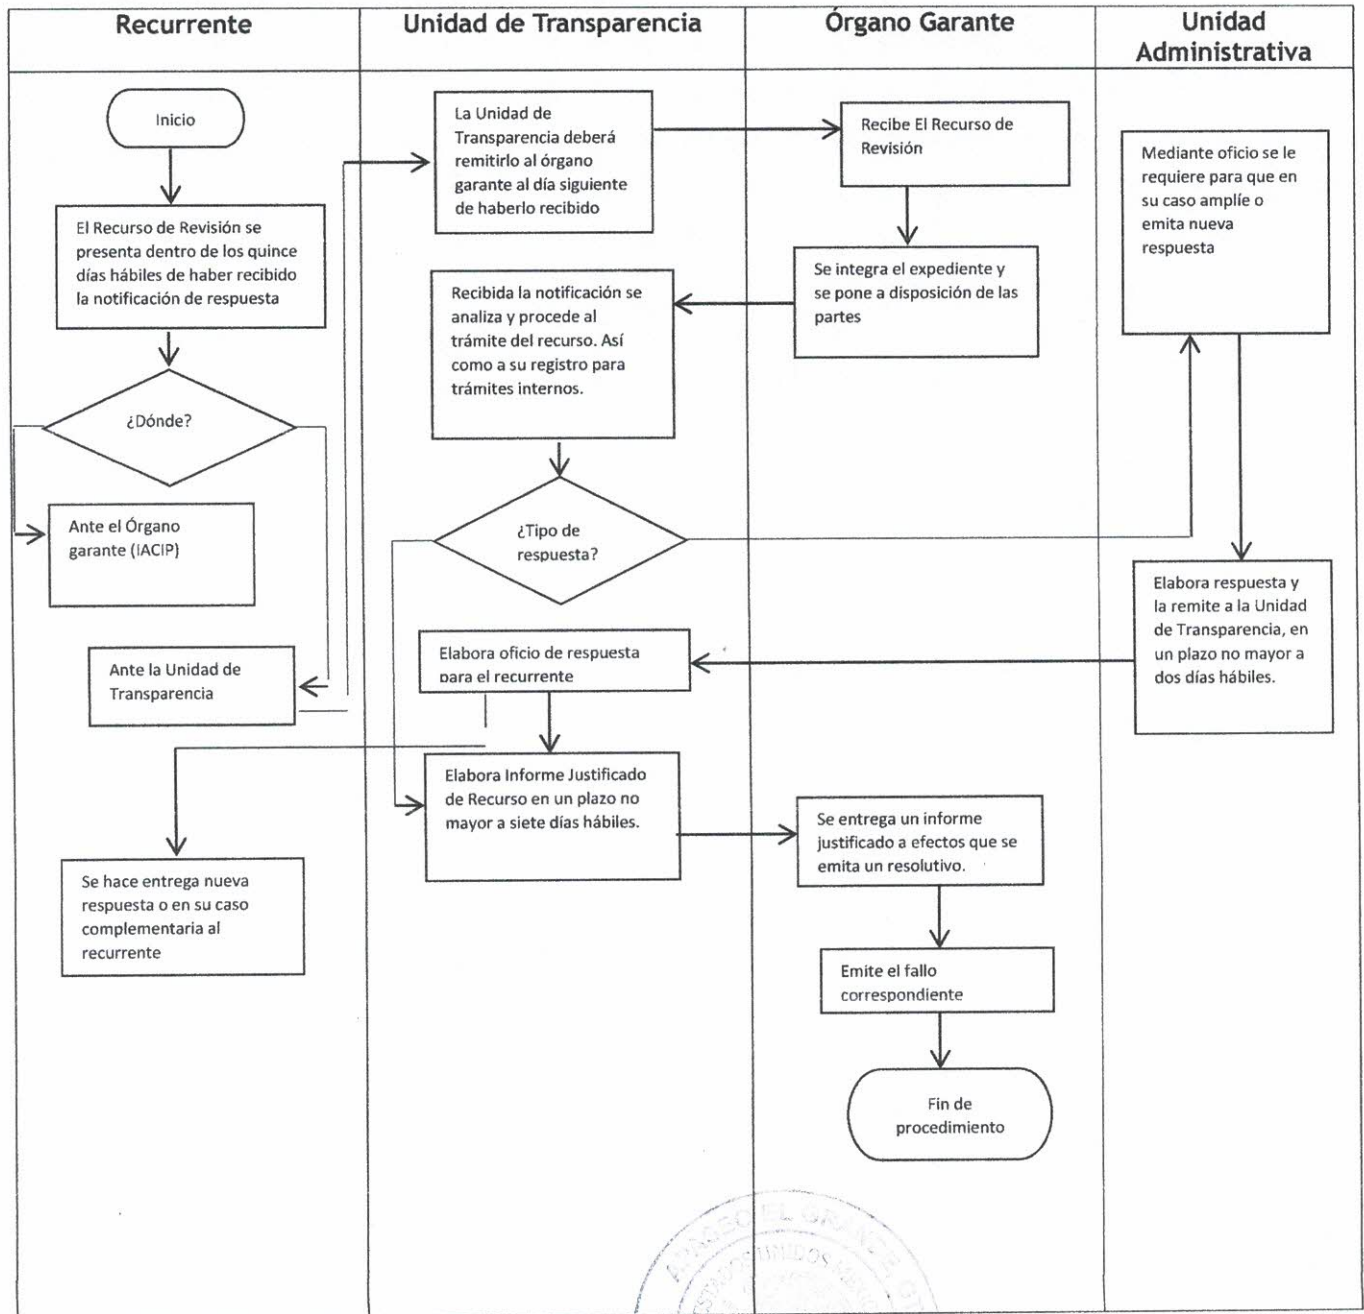 Recurrente
Unidad de Transparencia
Órgano Garante
Unidad
Administrativa
Inicio
El Recurso de Revisión se
presenta dentro de los quince
días hábiles de haber recibido
la notificación de respuesta
¿Dónde?
Ante el Órgano
garante (IACIP)
Ante la Unidad de
Transparencia
Se hace entrega nueva
respuesta o en su caso
complementaria al
recurrente
La Unidad de
Transparencia deberá
remitirlo al órgano
garante al día siguiente
de haberlo recibido
Recibida la notificación se
analiza y procede al
trámite del recurso. Así
como a su registro para
trámites internos.
¿Tipo de
respuesta?
Elabora oficio de respuesta
para el recurrente
Elabora Informe Justificado
de Recurso en un plazo no
mayor a siete días hábiles.
Recibe El Recurso de
Revisión
Se integra el expediente y
se pone a disposición de las
partes
Se entrega un informe
justificado a efectos que se
emita un resolutivo.
Emite el fallo
correspondiente
Fin de
procedimiento
Mediante oficio se le
requiere para que en
su caso amplíe o
emita nueva
respuesta
Elabora respuesta y
la remite a la Unidad
de Transparencia, en
un plazo no mayor a
dos días hábiles.
APASEO EL GRANDE, GT
ESTADOS UNIDOS